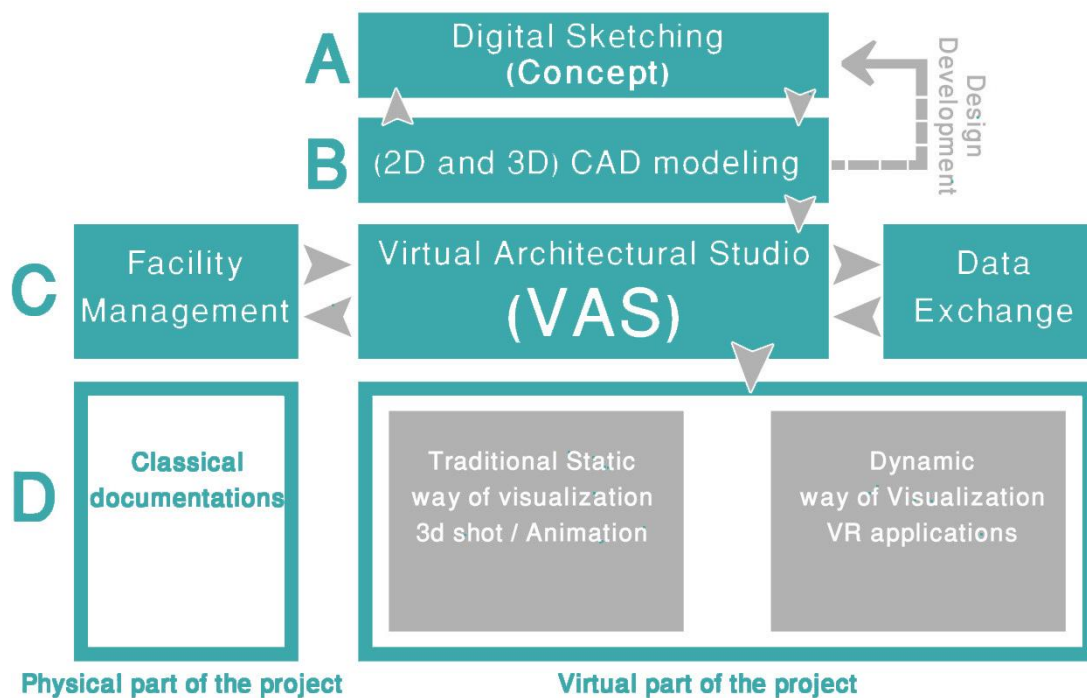 A
Digital Sketching
(Concept)
Design
Development
B
(2D and 3D) CAD modeling
C
Facility
Management
Virtual Architectural Studio
(VAS)
Data
Exchange
D
Classical
documentations
Traditional Static
way of visualization
3d shot / Animation
Dynamic
way of Visualization
VR applications
Physical part of the project
Virtual part of the project